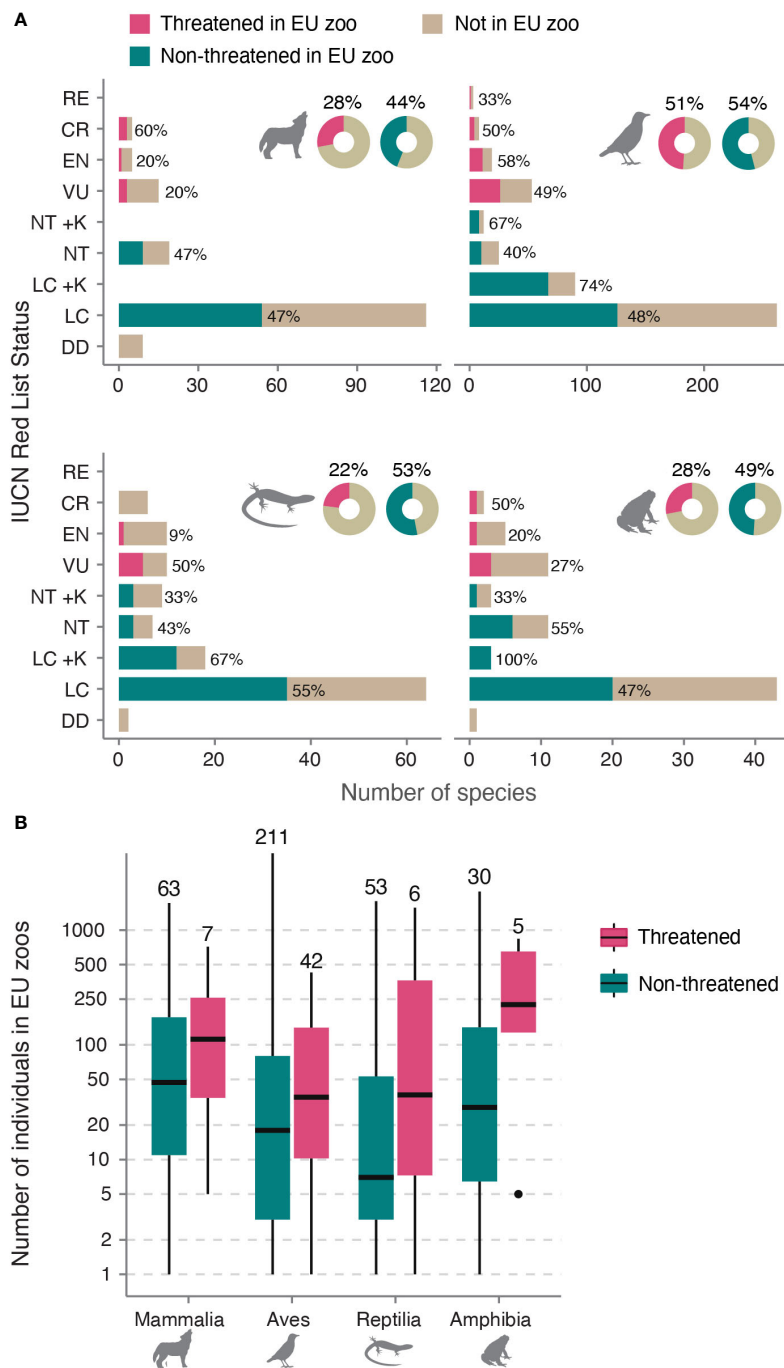 A
Threatened in EU zoo
Not in EU zoo
Non-threatened in EU zoo
IUCN Red List Status
RE
CR
EN
VU
NT +K
NT
LC +K
LC
DD
28% 44%
60%
20%
20%
47%
47%
0 30 60 90 120
51% 54%
33%
50%
58%
49%
67%
40%
74%
48%
0 100 200
RE
CR
EN
VU
NT +K
NT
LC +K
LC
DD
22% 53%
9%
50%
33%
43%
67%
55%
0 20 40 60
28% 49%
50%
20%
27%
33%
55%
100%
47%
0 10 20 30 40
Number of species
B
Number of individuals in EU zoos
1000
500
250
100
50
20
10
5
2
1
63
7
211
42
53
6
30
5
Mammalia Aves Reptilia Amphibia
Threatened
Non-threatened